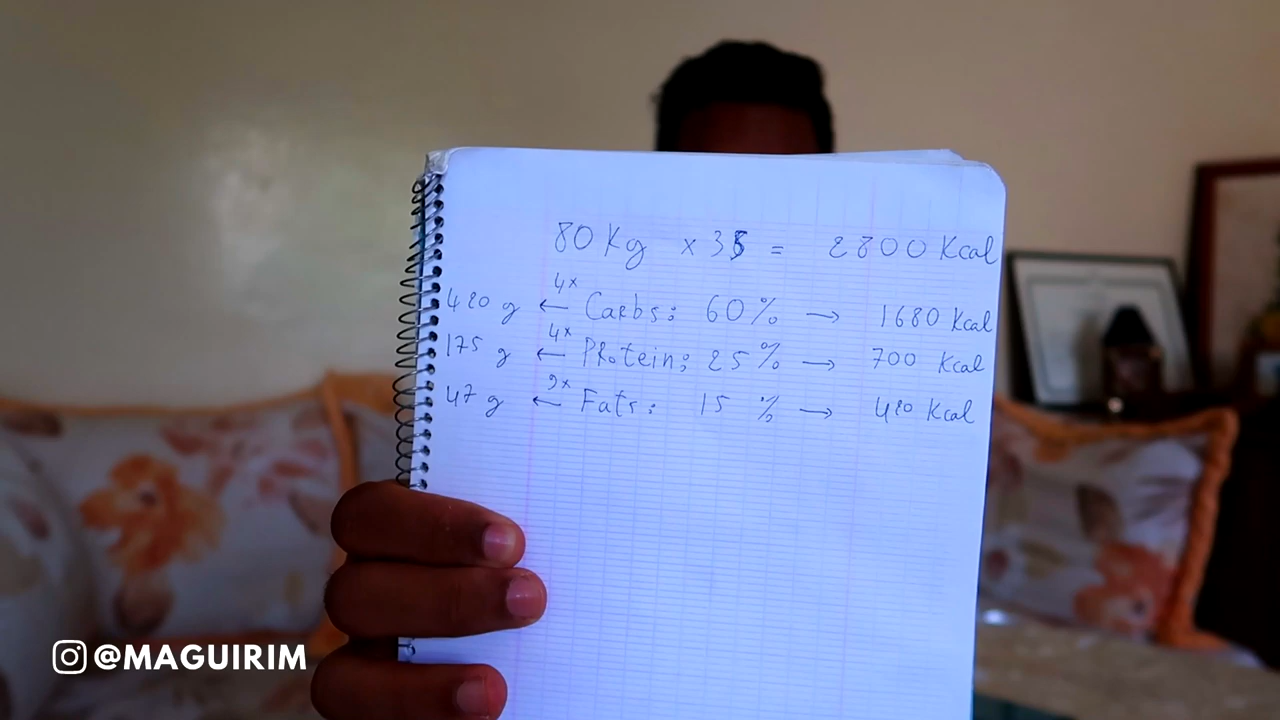 80 Kg x 35 = 2800 Kcal
420 g ← 4x Carbs: 60% → 1680 Kcal
175 g ← 4x PRotein: 25% → 700 Kcal
47 g ← 9x Fats: 15 % → 420 Kcal
@MAGUIRIM